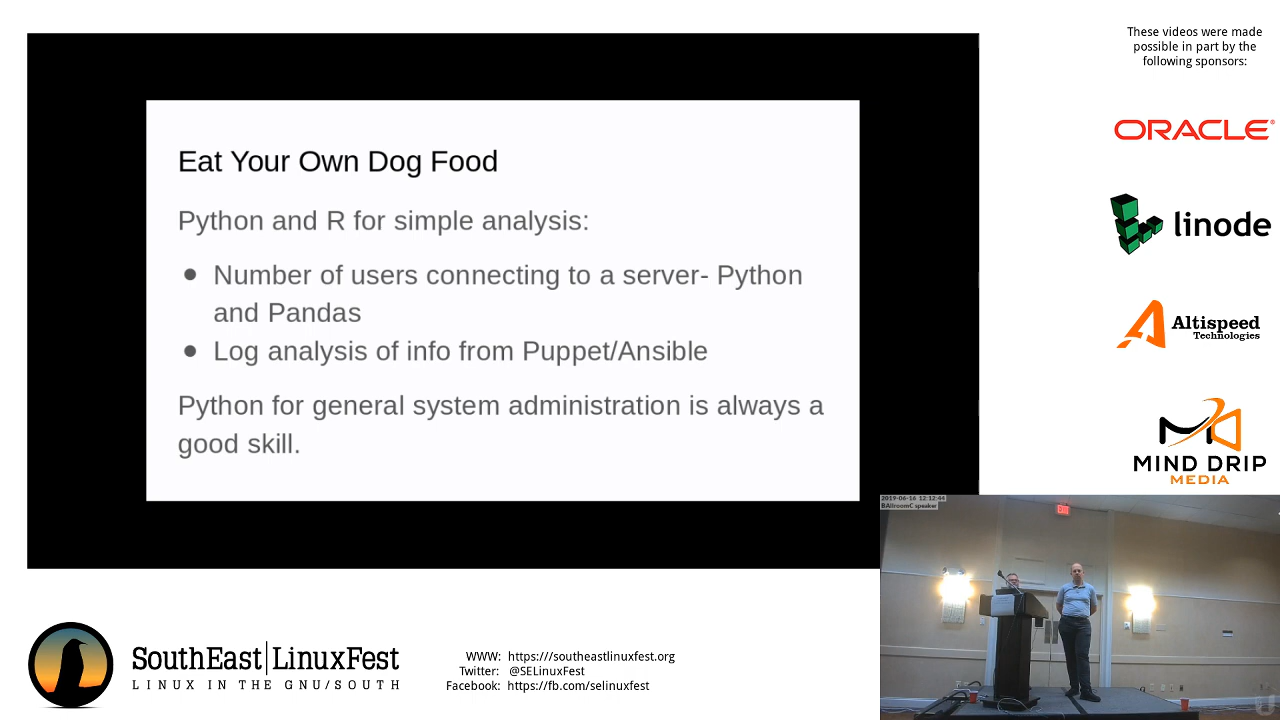 These videos were made
possible in part by the
following sponsors:
ORACLE®
linode
Altispeed
Technologies
MIND DRIP
MEDIA
Eat Your Own Dog Food
Python and R for simple analysis:
● Number of users connecting to a server- Python
and Pandas
● Log analysis of info from Puppet/Ansible
Python for general system administration is always a
good skill.
2019-06-16 12:12:44
BAllroomC speaker
EXIT
SouthEast|LinuxFest
LINUX IN THE GNU/SOUTH
WWW: https:///southeastlinuxfest.org
Twitter: @SELinuxFest
Facebook: https://fb.com/selinuxfest